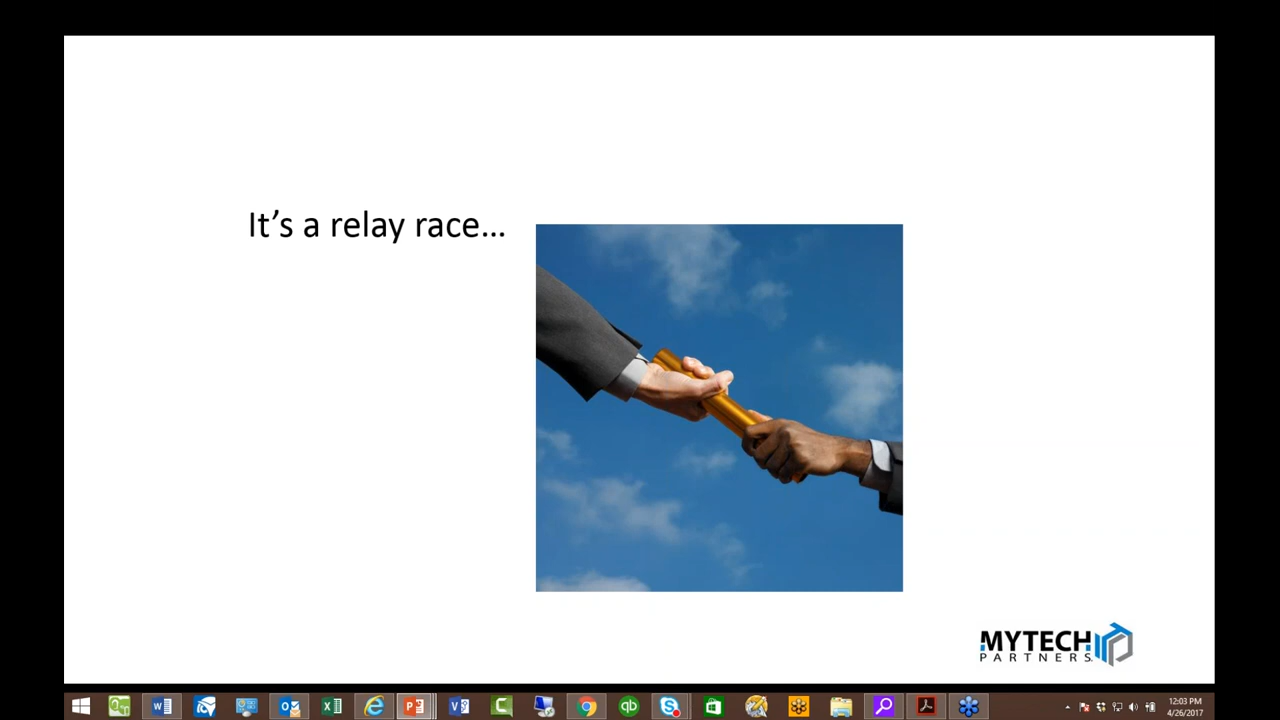 It’s a relay race...
MYTECH
PARTNERS
12:03 PM
4/26/2017